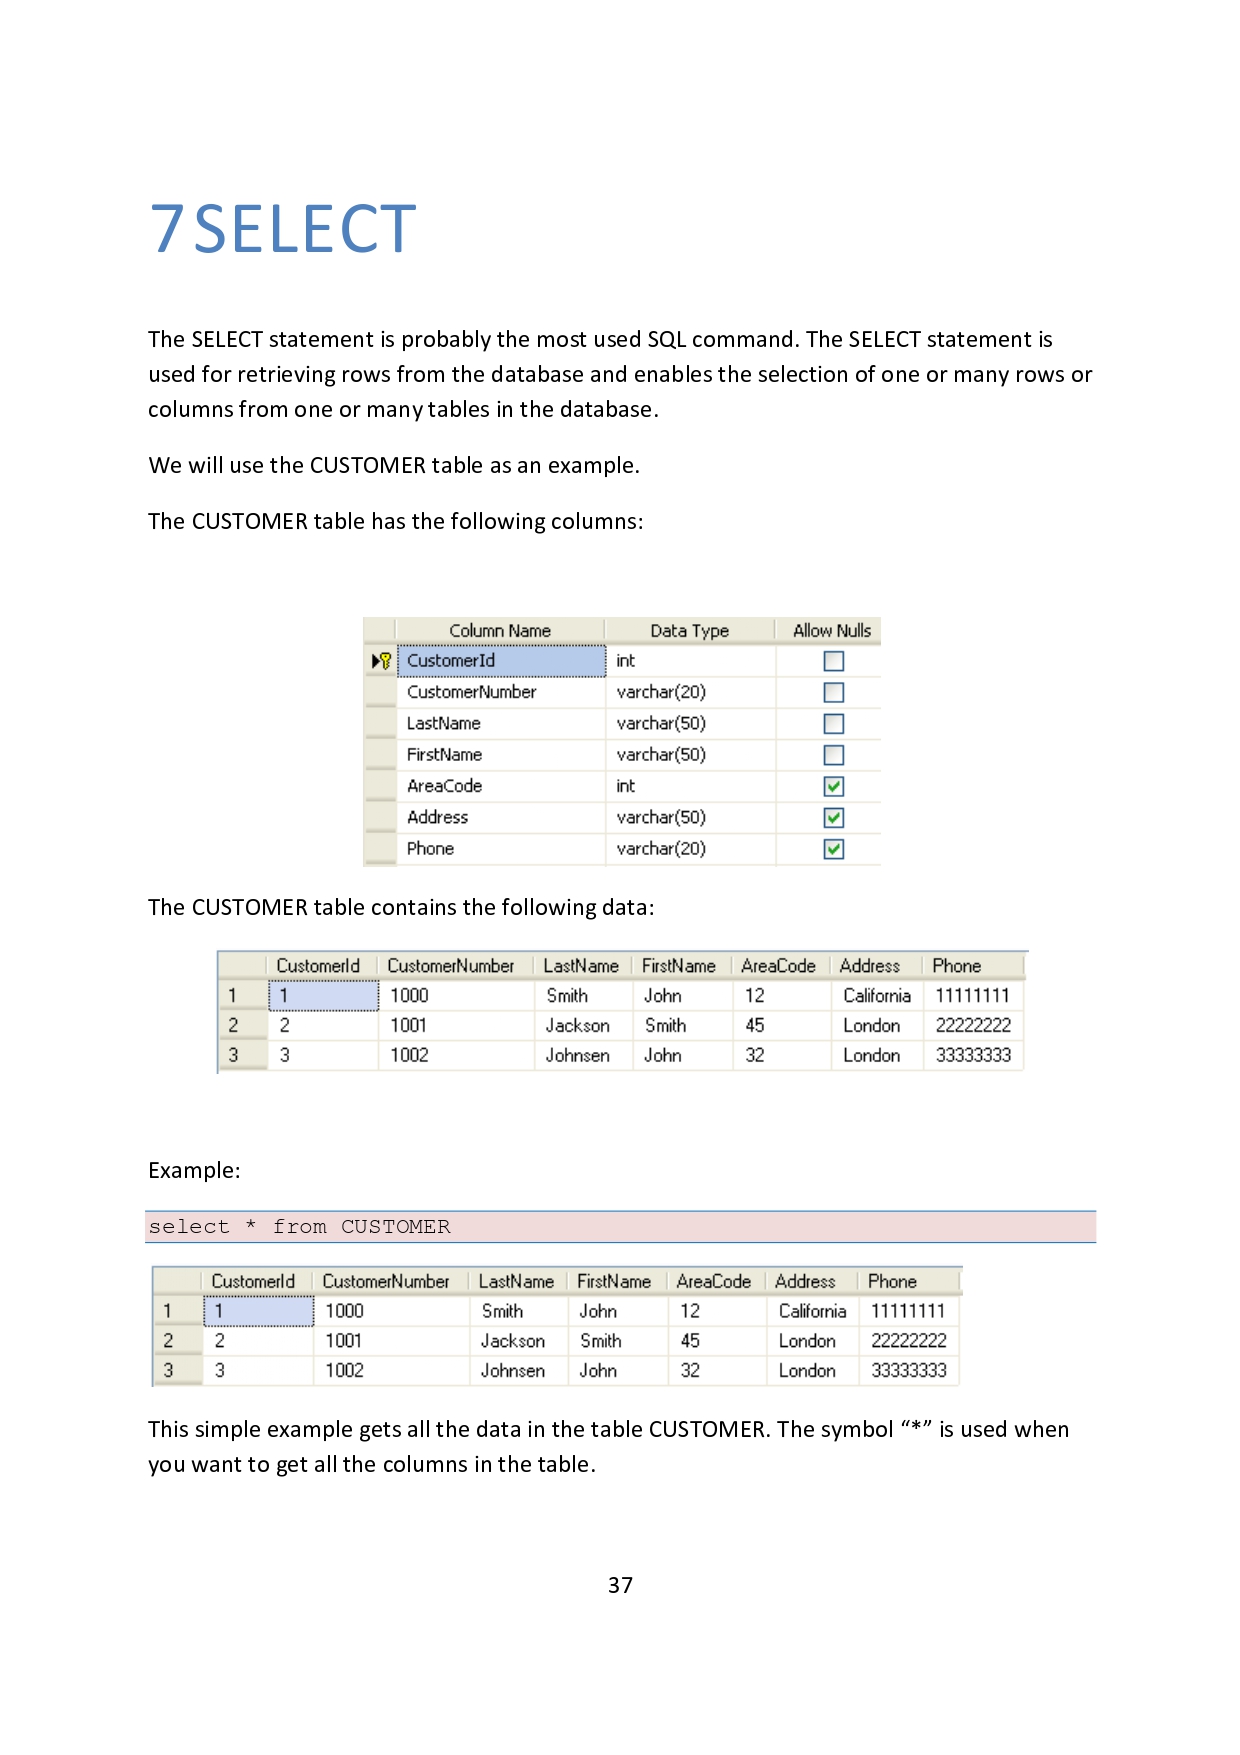 7 SELECT
The SELECT statement is probably the most used SQL command. The SELECT statement is
used for retrieving rows from the database and enables the selection of one or many rows or
columns from one or many tables in the database.
We will use the CUSTOMER table as an example.
The CUSTOMER table has the following columns:
Column Name Data Type Allow Nulls
CustomerId int
CustomerNumber varchar(20)
LastName varchar(50)
FirstName varchar(50)
AreaCode int
Address varchar(50)
Phone varchar(20)
The CUSTOMER table contains the following data:
CustomerId CustomerNumber LastName FirstName AreaCode Address Phone
1 1 1000 Smith John 12 California 11111111
2 2 1001 Jackson Smith 45 London 22222222
3 3 1002 Johnsen John 32 London 33333333
Example:
select * from CUSTOMER
CustomerId CustomerNumber LastName FirstName AreaCode Address Phone
1 1 1000 Smith John 12 California 11111111
2 2 1001 Jackson Smith 45 London 22222222
3 3 1002 Johnsen John 32 London 33333333
This simple example gets all the data in the table CUSTOMER. The symbol “*” is used when
you want to get all the columns in the table.
37